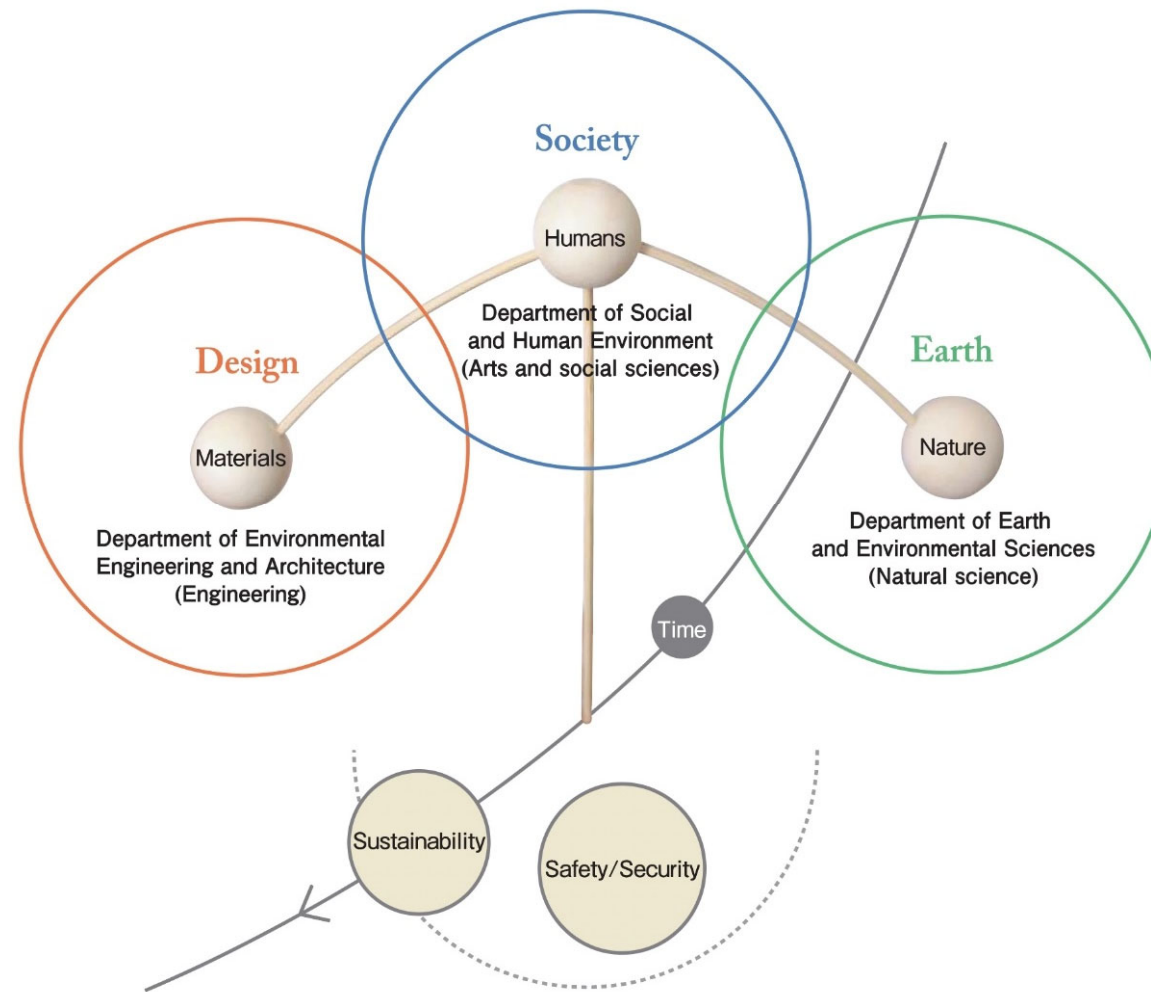 Society
Humans
Department of Social
and Human Environment
(Arts and social sciences)
Design
Materials
Department of Environmental
Engineering and Architecture
(Engineering)
Earth
Nature
Department of Earth
and Environmental Sciences
(Natural science)
Time
Sustainability
Safety/Security